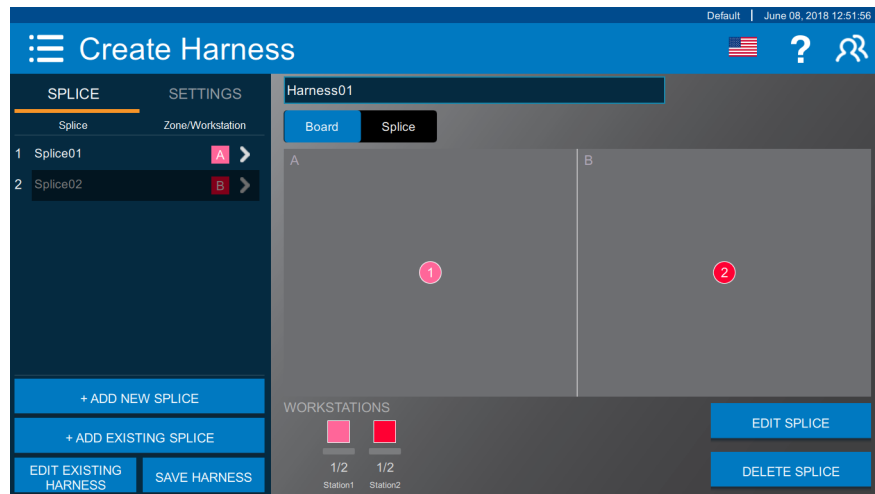 Default | June 08, 2018 12:51:56
Create Harness
?
SPLICE SETTINGS
Splice Zone/Workstation
1 Splice01 A
2 Splice02 B
+ ADD NEW SPLICE
+ ADD EXISTING SPLICE
EDIT EXISTING HARNESS
SAVE HARNESS
Harness01
Board Splice
A B
1 2
WORKSTATIONS
1/2 1/2
Station1 Station2
EDIT SPLICE
DELETE SPLICE